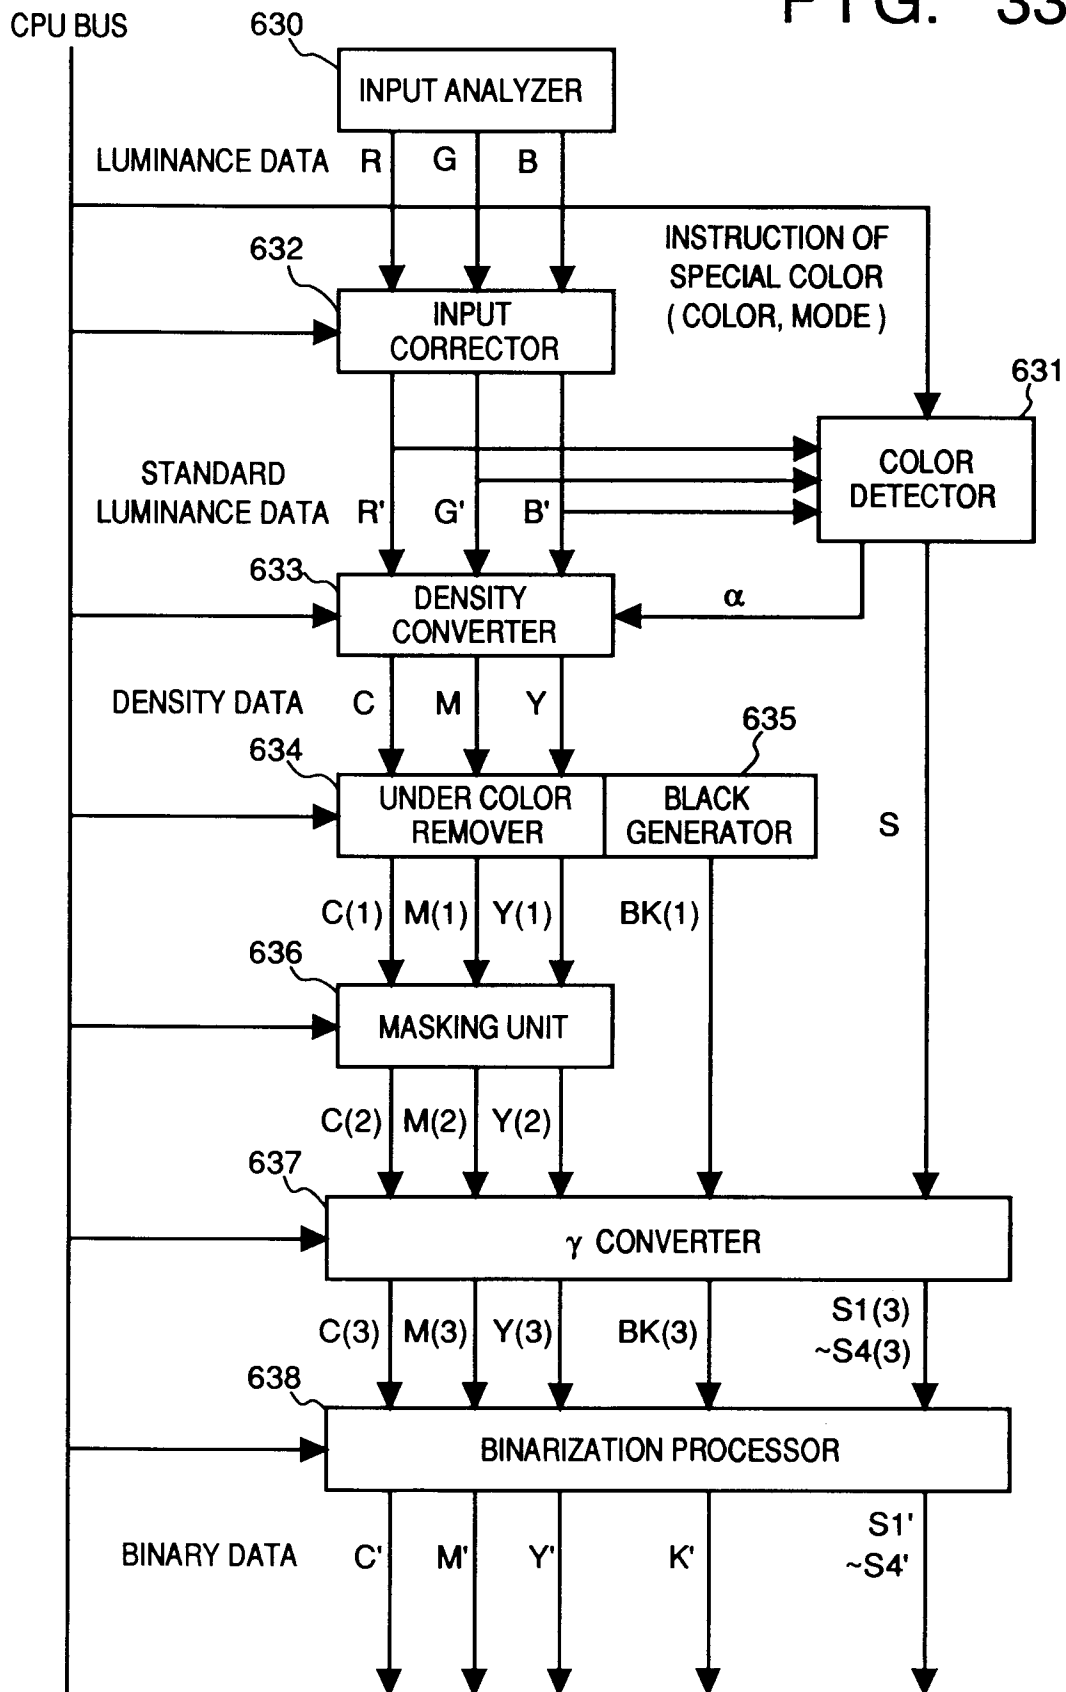 FIG. 33
CPU BUS
630
INPUT ANALYZER
LUMINANCE DATA R G B
INSTRUCTION OF
SPECIAL COLOR
( COLOR, MODE )
632
INPUT
CORRECTOR
631
COLOR
DETECTOR
STANDARD
LUMINANCE DATA R' G' B'
633
DENSITY
CONVERTER
α
DENSITY DATA C M Y
634
UNDER COLOR
REMOVER
635
BLACK
GENERATOR
S
C(1) M(1) Y(1) BK(1)
636
MASKING UNIT
C(2) M(2) Y(2)
637
γ CONVERTER
C(3) M(3) Y(3) BK(3) S1(3)
~S4(3)
638
BINARIZATION PROCESSOR
BINARY DATA C' M' Y' K' S1'
~S4'